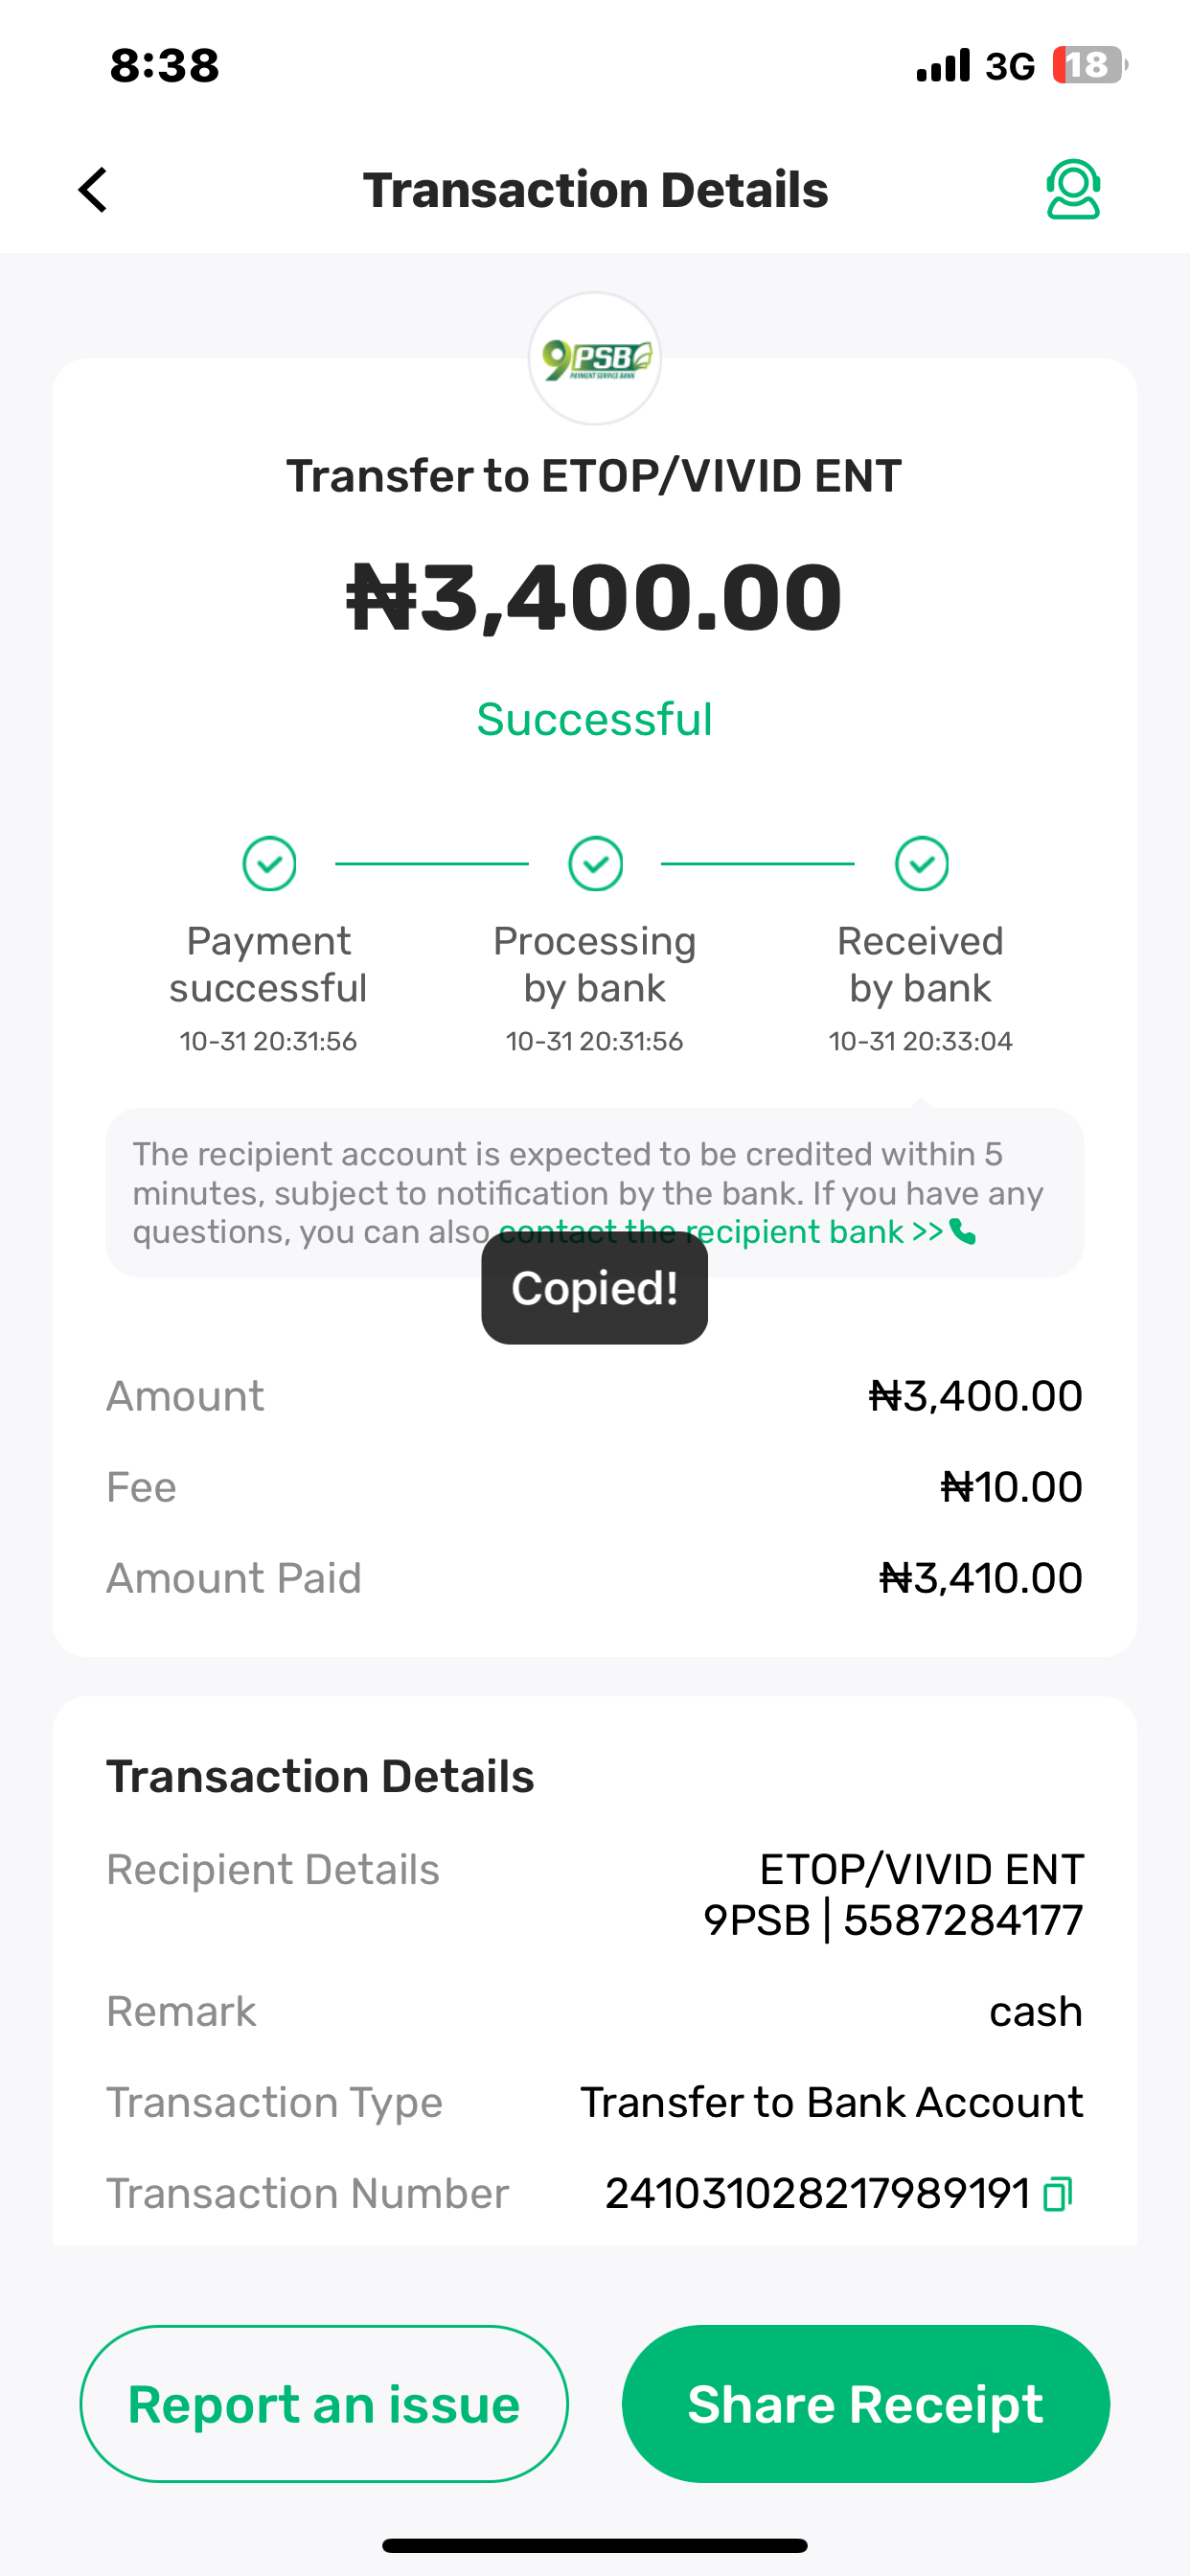 8:38
3G 18
Transaction Details
9PSB
PAYMENT SERVICE BANK
Transfer to ETOP/VIVID ENT
₦3,400.00
Successful
Payment successful
Processing by bank
Received by bank
10-31 20:31:56
10-31 20:31:56
10-31 20:33:04
The recipient account is expected to be credited within 5
minutes, subject to notification by the bank. If you have any
questions, you can also contact the recipient bank >>
Copied!
Amount ₦3,400.00
Fee ₦10.00
Amount Paid ₦3,410.00
Transaction Details
Recipient Details ETOP/VIVID ENT
9PSB | 5587284177
Remark cash
Transaction Type Transfer to Bank Account
Transaction Number 241031028217989191
Report an issue
Share Receipt